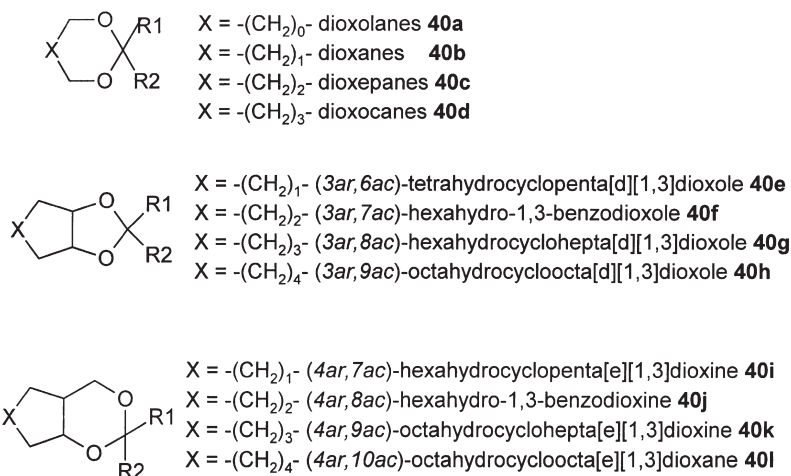 O R1 X = -(CH₂)₀- dioxolanes 40a
X X = -(CH₂)₁- dioxanes 40b
O R2 X = -(CH₂)₂- dioxepanes 40c
X = -(CH₂)₃- dioxocanes 40d
O R1 X = -(CH₂)₁- (3ar,6ac)-tetrahydrocyclopenta[d][1,3]dioxole 40e
X X = -(CH₂)₂- (3ar,7ac)-hexahydro-1,3-benzodioxole 40f
O R2 X = -(CH₂)₃- (3ar,8ac)-hexahydrocyclohepta[d][1,3]dioxole 40g
X = -(CH₂)₄- (3ar,9ac)-octahydrocycloocta[d][1,3]dioxole 40h
X = -(CH₂)₁- (4ar,7ac)-hexahydrocyclopenta[e][1,3]dioxine 40i
O X = -(CH₂)₂- (4ar,8ac)-hexahydro-1,3-benzodioxine 40j
X R1 X = -(CH₂)₃- (4ar,9ac)-octahydrocyclohepta[e][1,3]dioxine 40k
O R2 X = -(CH₂)₄- (4ar,10ac)-octahydrocycloocta[e][1,3]dioxane 40l